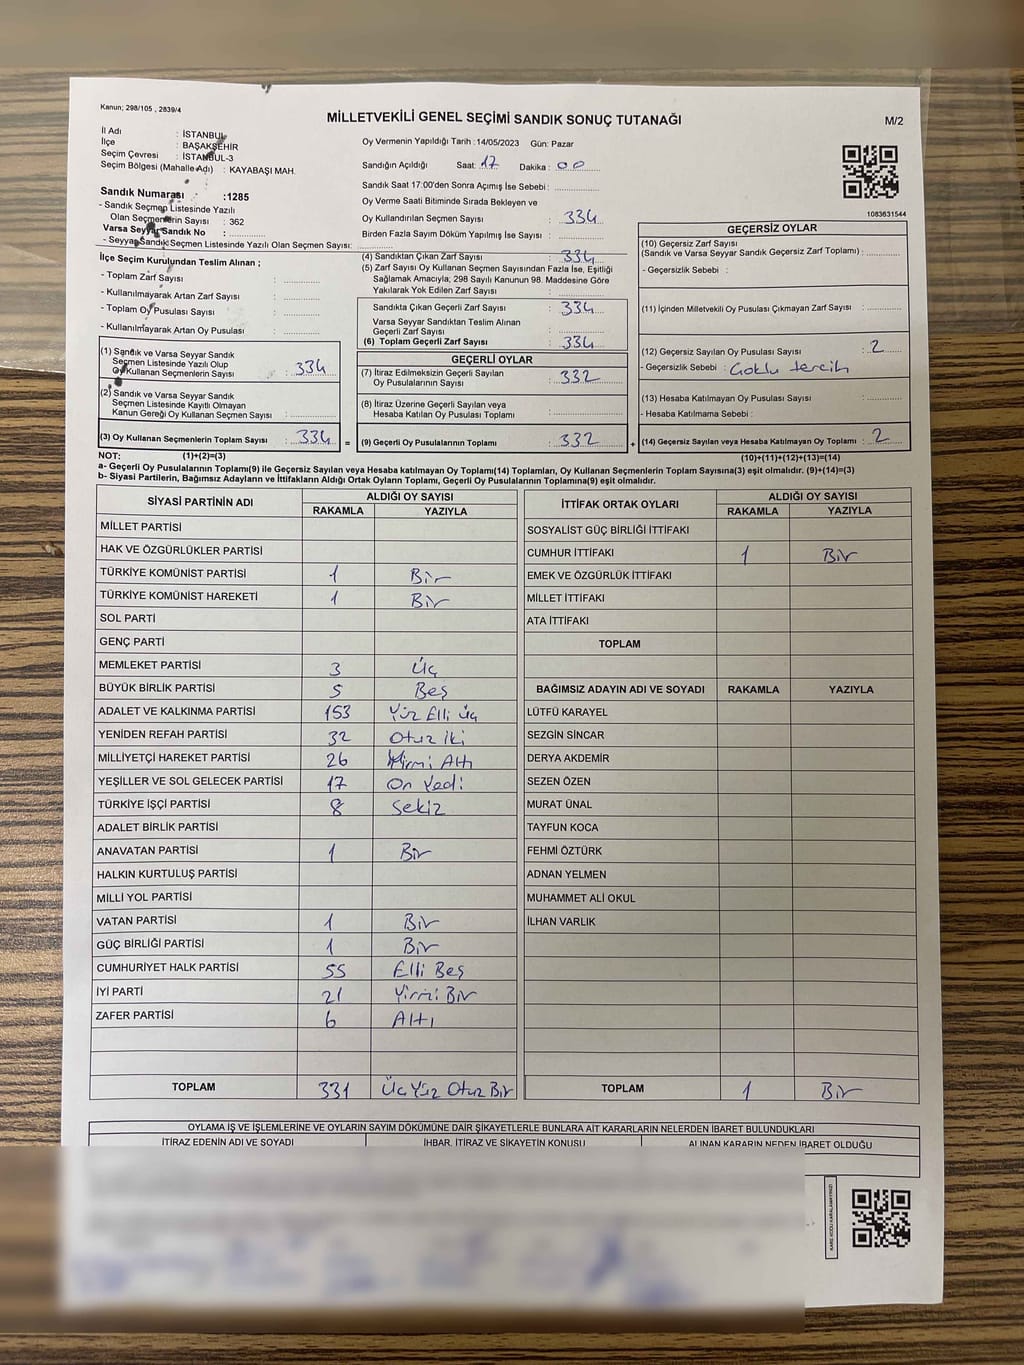 Kanun; 298/105 , 2839/4
MİLLETVEKİLİ GENEL SEÇİMİ SANDIK SONUÇ TUTANAĞI
M/2
İl Adı : İSTANBUL
İlçe : BAŞAKŞEHİR
Seçim Çevresi : İSTANBUL-3
Seçim Bölgesi (Mahalle Adı) : KAYABAŞI MAH.
Sandık Numarası :1285
- Sandık Seçmen Listesinde Yazılı
Olan Seçmenlerin Sayısı : 362
Varsa Seyyar Sandık No :
- Seyyar Sandık Seçmen Listesinde Yazılı Olan Seçmen Sayısı:
Oy Vermenin Yapıldığı Tarih :14/05/2023 Gün: Pazar
Sandığın Açıldığı Saat: 17 Dakika: 00
Sandık Saat 17.00'den Sonra Açımış İse Sebebi :
Oy Verme Saati Bitiminde Sırada Bekleyen ve
Oy Kullandırılan Seçmen Sayısı : 334
Birden Fazla Sayım Döküm Yapılmış İse Sayısı :
1083631544
İlçe Seçim Kurulundan Teslim Alınan ;
- Toplam Zarf Sayısı :
- Kullanılmayarak Artan Zarf Sayısı :
- Toplam Oy Pusulası Sayısı :
- Kullanılmayarak Artan Oy Pusulası :
(1) Sandık ve Varsa Seyyar Sandık
Seçmen Listesinde Yazılı Olup
Oy Kullanan Seçmenlerin Sayısı : 334
(2) Sandık ve Varsa Seyyar Sandık
Seçmen Listesinde Kayıtlı Olmayan
Kanun Gereği Oy Kullanan Seçmen Sayısı :
(3) Oy Kullanan Seçmenlerin Toplam Sayısı : 334 =
(4) Sandıktan Çıkan Zarf Sayısı : 334
(5) Zarf Sayısı Oy Kullanan Seçmen Sayısından Fazla İse, Eşitliği
Sağlamak Amacıyla; 298 Sayılı Kanunun 98. Maddesine Göre
Yakılarak Yok Edilen Zarf Sayısı :
Sandıkta Çıkan Geçerli Zarf Sayısı : 334
Varsa Seyyar Sandıktan Teslim Alınan
Geçerli Zarf Sayısı :
(6) Toplam Geçerli Zarf Sayısı : 334
GEÇERLİ OYLAR
(7) İtiraz Edilmeksizin Geçerli Sayılan
Oy Pusulalarının Sayısı : 332
(8) İtiraz Üzerine Geçerli Sayılan veya
Hesaba Katılan Oy Pusulası Toplamı :
(9) Geçerli Oy Pusulalarının Toplamı : 332 +
GEÇERSİZ OYLAR
(10) Geçersiz Zarf Sayısı
(Sandık ve Varsa Seyyar Sandık Geçersiz Zarf Toplamı) :
- Geçersizlik Sebebi :
(11) İçinden Milletvekili Oy Pusulası Çıkmayan Zarf Sayısı :
(12) Geçersiz Sayılan Oy Pusulası Sayısı : 2
- Geçersizlik Sebebi : Çoklu tercih
(13) Hesaba Katılmayan Oy Pusulası Sayısı :
- Hesaba Katılmama Sebebi :
(14) Geçersiz Sayılan veya Hesaba Katılmayan Oy Toplamı : 2
NOT: (1)+(2)=(3) (10)+(11)+(12)+(13)=(14)
a- Geçerli Oy Pusulalarının Toplamı(9) ile Geçersiz Sayılan veya Hesaba katılmayan Oy Toplamı(14) Toplamları, Oy Kullanan Seçmenlerin Toplam Sayısına(3) eşit olmalıdır. (9)+(14)=(3)
b- Siyasi Partilerin, Bağımsız Adayların ve İttifakların Aldığı Ortak Oyların Toplamı, Geçerli Oy Pusulalarının Toplamına(9) eşit olmalıdır.
SİYASİ PARTİNİN ADI ALDIĞI OY SAYISI
RAKAMLA YAZIYLA
MİLLET PARTİSİ
HAK VE ÖZGÜRLÜKLER PARTİSİ
TÜRKİYE KOMÜNİST PARTİSİ 1 Bir
TÜRKİYE KOMÜNİST HAREKETİ 1 Bir
SOL PARTİ
GENÇ PARTİ
MEMLEKET PARTİSİ 3 Üç
BÜYÜK BİRLİK PARTİSİ 5 Beş
ADALET VE KALKINMA PARTİSİ 153 Yüz Elli Üç
YENİDEN REFAH PARTİSİ 32 Otuz iki
MİLLİYETÇİ HAREKET PARTİSİ 26 Yirmi Altı
YEŞİLLER VE SOL GELECEK PARTİSİ 17 On Yedi
TÜRKİYE İŞÇİ PARTİSİ 8 Sekiz
ADALET BİRLİK PARTİSİ
ANAVATAN PARTİSİ 1 Bir
HALKIN KURTULUŞ PARTİSİ
MİLLİ YOL PARTİSİ
VATAN PARTİSİ 1 Bir
GÜÇ BİRLİĞİ PARTİSİ 1 Bir
CUMHURİYET HALK PARTİSİ 55 Elli Beş
İYİ PARTİ 21 Yirmi Bir
ZAFER PARTİSİ 6 Altı
TOPLAM 331 Üç Yüz Otuz Bir
İTTİFAK ORTAK OYLARI ALDIĞI OY SAYISI
RAKAMLA YAZIYLA
SOSYALİST GÜÇ BİRLİĞİ İTTİFAKI
CUMHUR İTTİFAKI 1 Bir
EMEK VE ÖZGÜRLÜK İTTİFAKI
MİLLET İTTİFAKI
ATA İTTİFAKI
TOPLAM
BAĞIMSIZ ADAYIN ADI VE SOYADI RAKAMLA YAZIYLA
LÜTFÜ KARAYEL
SEZGİN SİNCAR
DERYA AKDEMİR
SEZEN ÖZEN
MURAT ÜNAL
TAYFUN KOCA
FEHMİ ÖZTÜRK
ADNAN YELMEN
MUHAMMET ALİ OKUL
İLHAN VARLIK
TOPLAM 1 Bir
OYLAMA İŞ VE İŞLEMLERİNE VE OYLARIN SAYIM DÖKÜMÜNE DAİR ŞİKAYETLERLE BUNLARA AİT KARARLARIN NELERDEN İBARET BULUNDUKLARI
İTİRAZ EDENİN ADI VE SOYADI İHBAR, İTİRAZ VE ŞİKAYETİN KONUSU ALINAN KARARIN NEDEN İBARET OLDUĞU